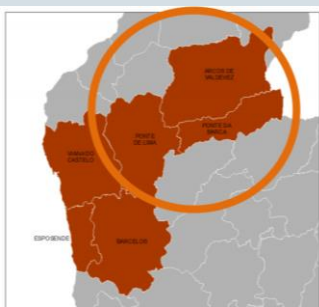 ARCOS DE
VALDEVEZ
PONTE DA
BARCA
PONTE
DE LIMA
VIANA DO
CASTELO
ESPOSENDE
BARCELOS